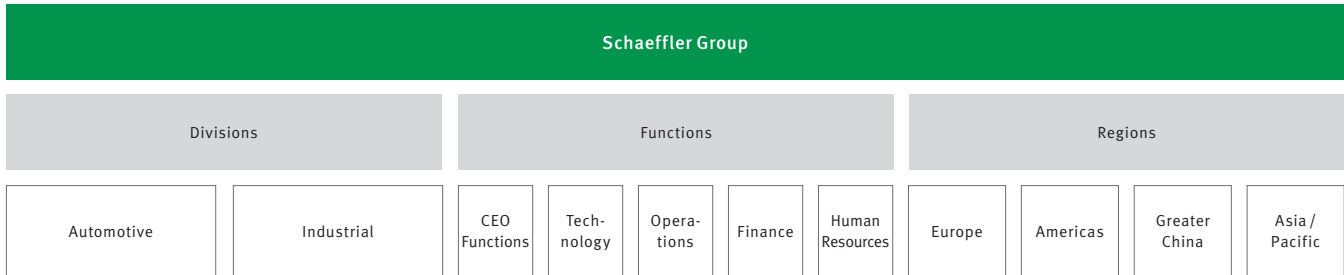 Schaeffler Group
Divisions
Functions
Regions
Automotive
Industrial
CEO
Functions
Tech-
nology
Opera-
tions
Finance
Human
Resources
Europe
Americas
Greater
China
Asia /
Pacific